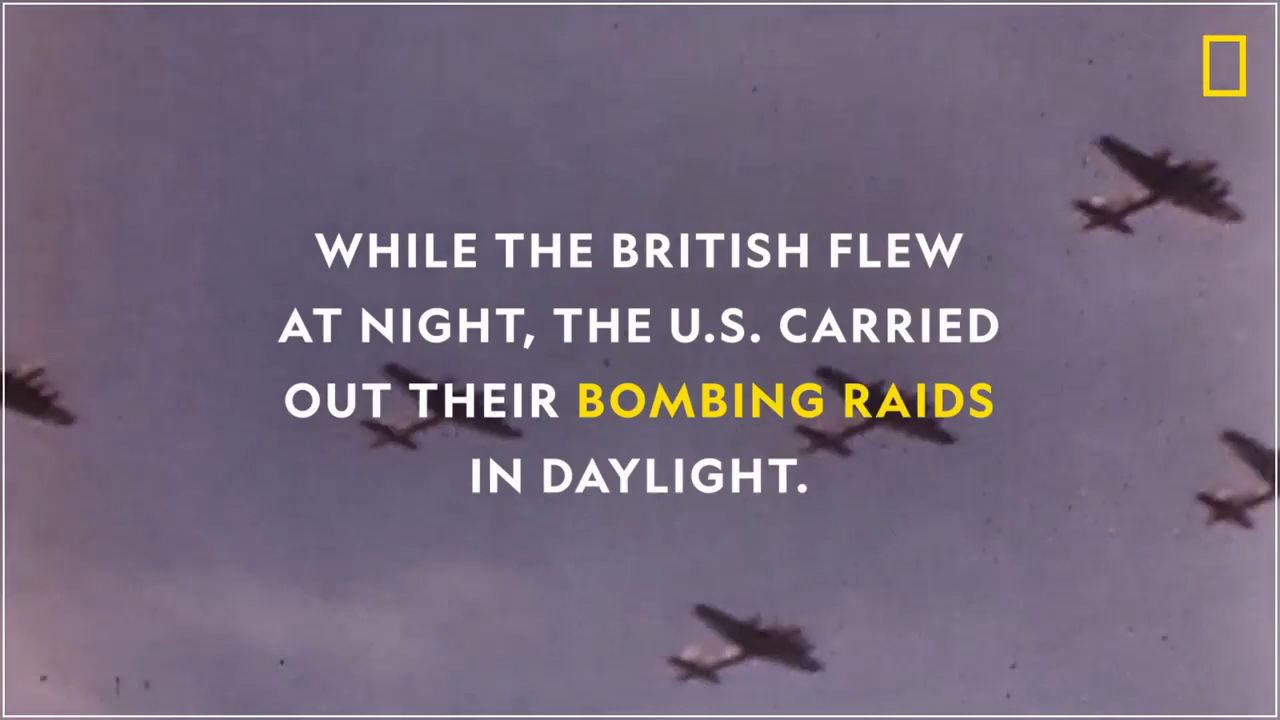 WHILE THE BRITISH FLEW
AT NIGHT, THE U.S. CARRIED
OUT THEIR BOMBING RAIDS
IN DAYLIGHT.